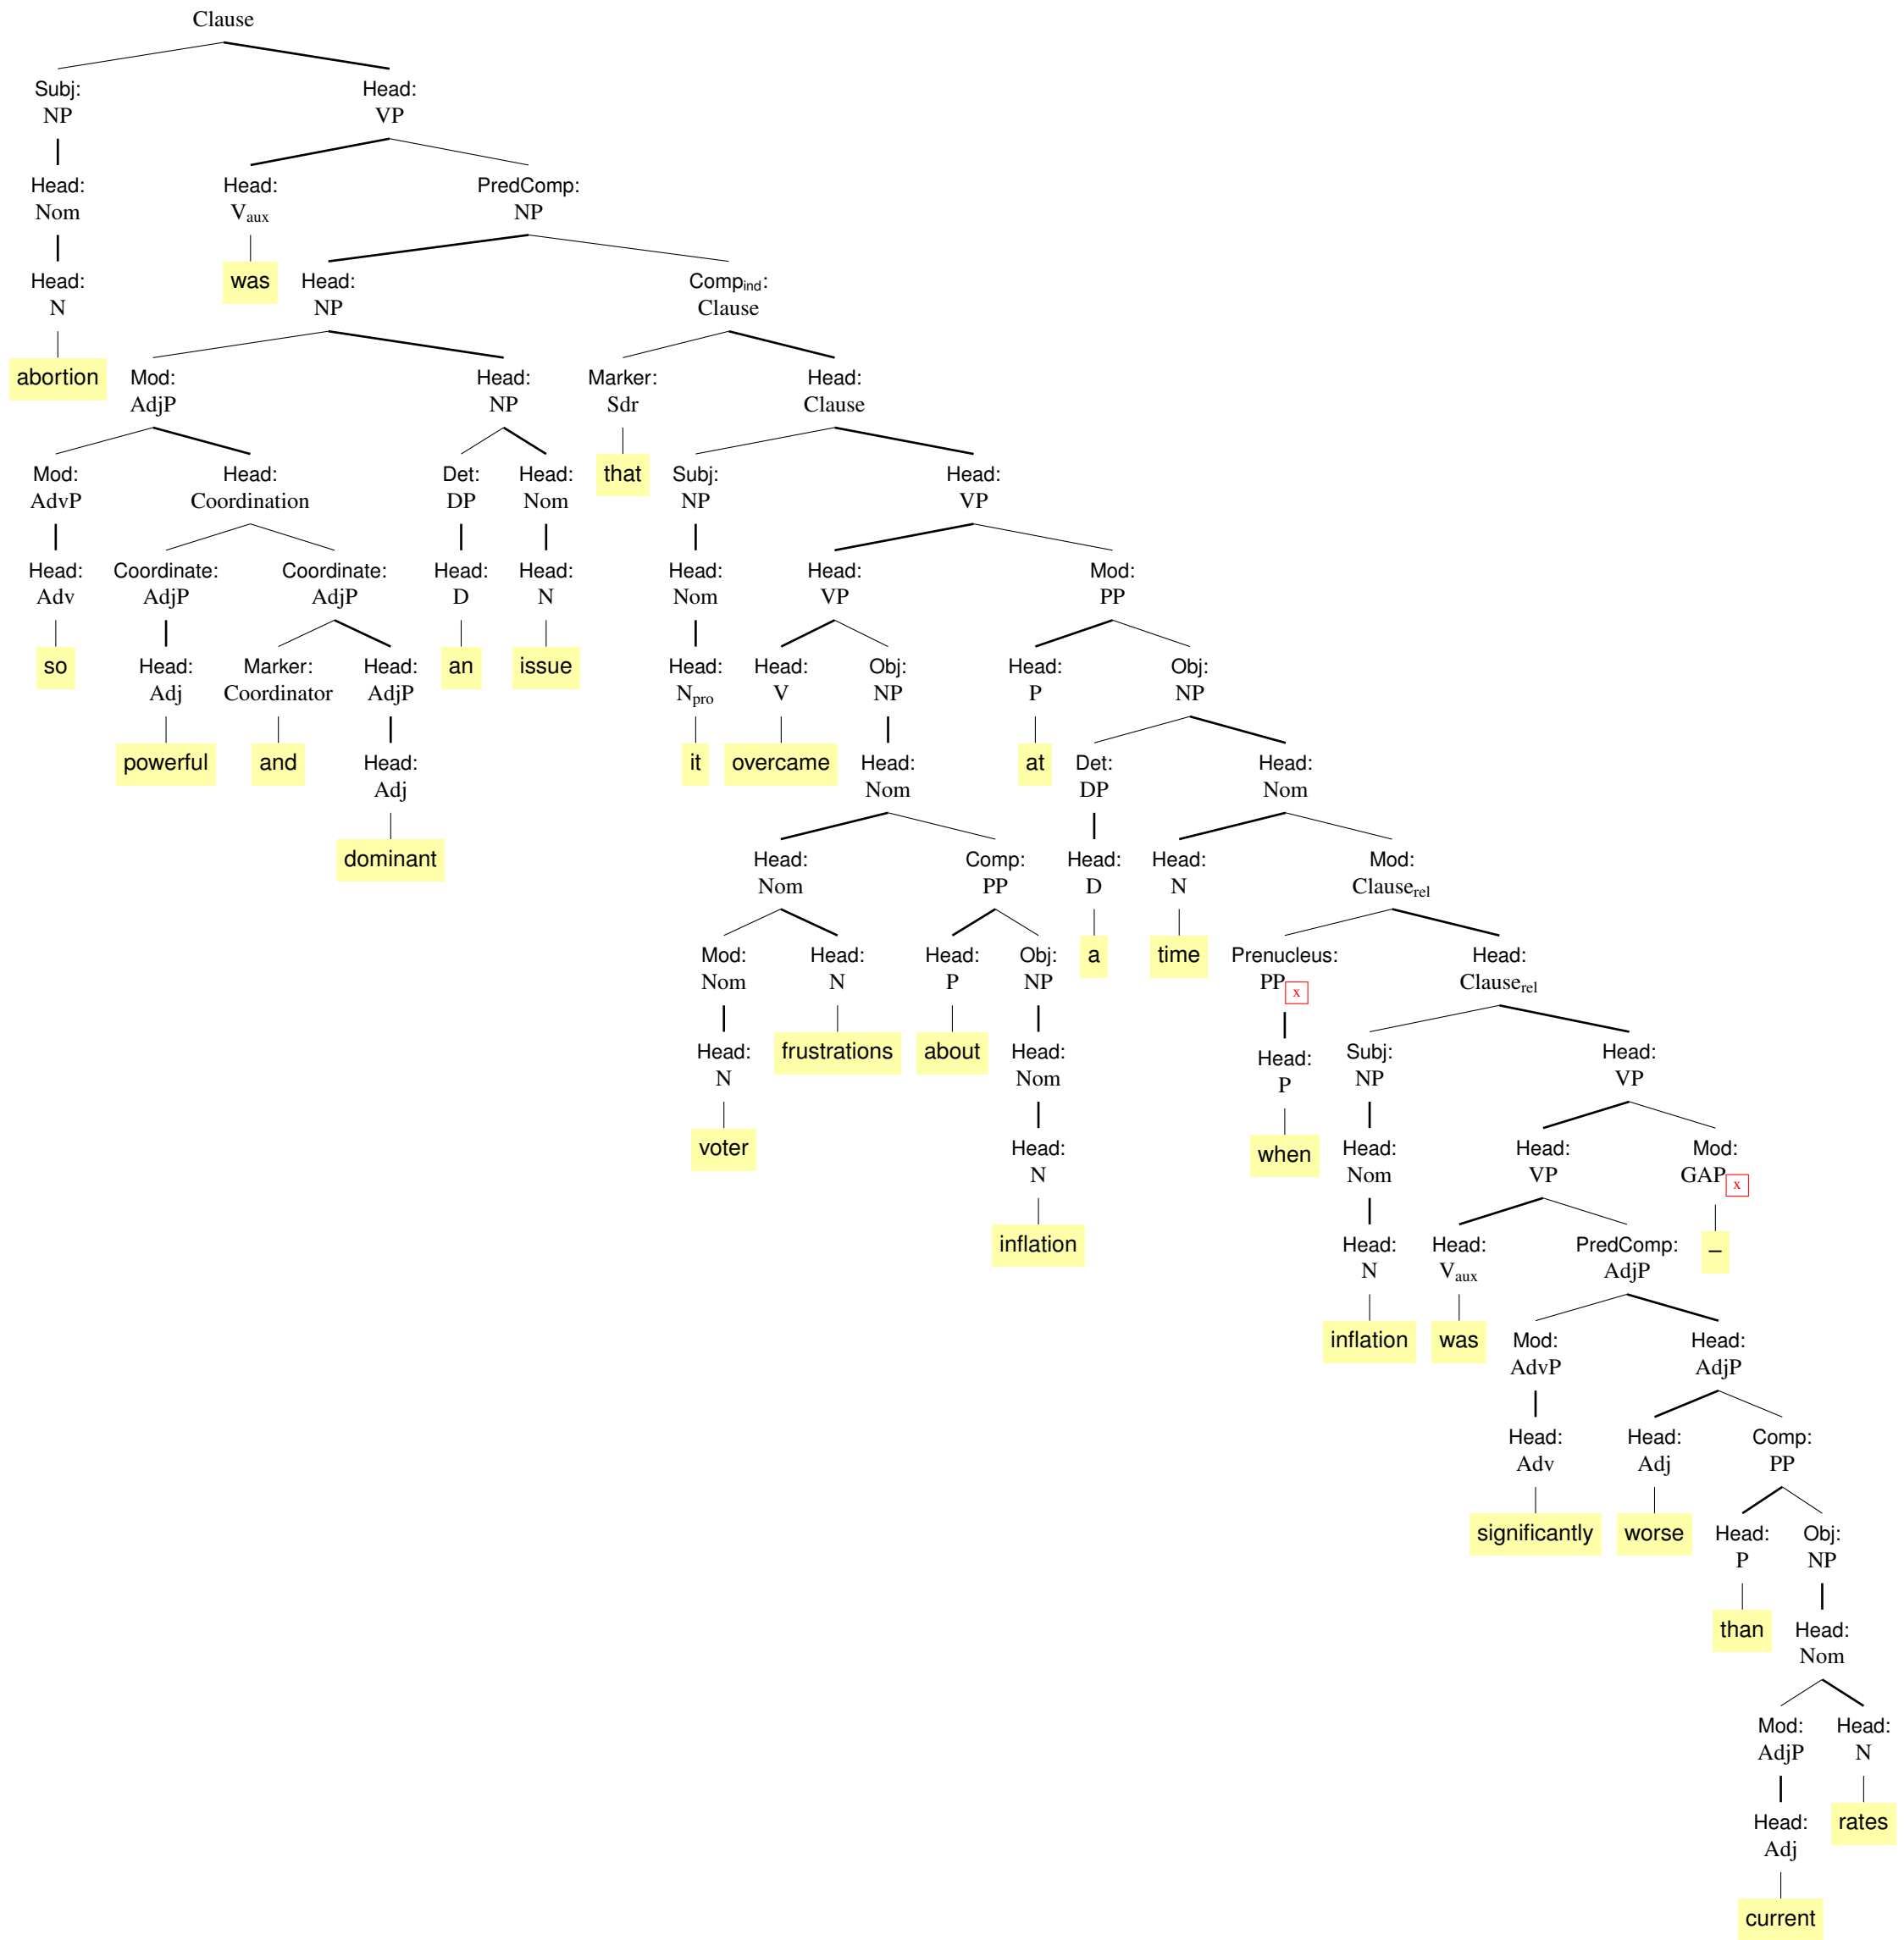 Clause
Subj: Head:
NP VP
Head: Head: PredComp:
Nom Vaux NP
Head: was Head: Compind:
N NP Clause
abortion Mod: Head: Marker: Head:
AdjP NP Sdr Clause
Mod: Head: Det: Head: that Subj: Head:
AdvP Coordination DP Nom NP VP
Head: Coordinate: Coordinate: Head: Head: Head: Head: Mod:
Adv AdjP AdjP D N Nom VP PP
so Head: Marker: Head: an issue Head: Head: Obj: Head: Obj:
Adj Coordinator AdjP Npro V NP P NP
powerful and Head: it overcame Head: at Det: Head:
Adj Nom DP Nom
dominant Head: Comp: Head: Head: Mod:
Nom PP D N Clauserel
Mod: Head: Head: Obj: a time Prenucleus: Head:
Nom N P NP PPx Clauserel
Head: frustrations about Head: Head: Subj: Head:
N Nom P NP VP
voter Head: when Head: Head: Mod:
N Nom VP GAPx
inflation Head: Head: PredComp: –
N Vaux AdjP
inflation was Mod: Head:
AdvP AdjP
Head: Head: Comp:
Adv Adj PP
significantly worse Head: Obj:
P NP
than Head:
Nom
Mod: Head:
AdjP N
Head: rates
Adj
current